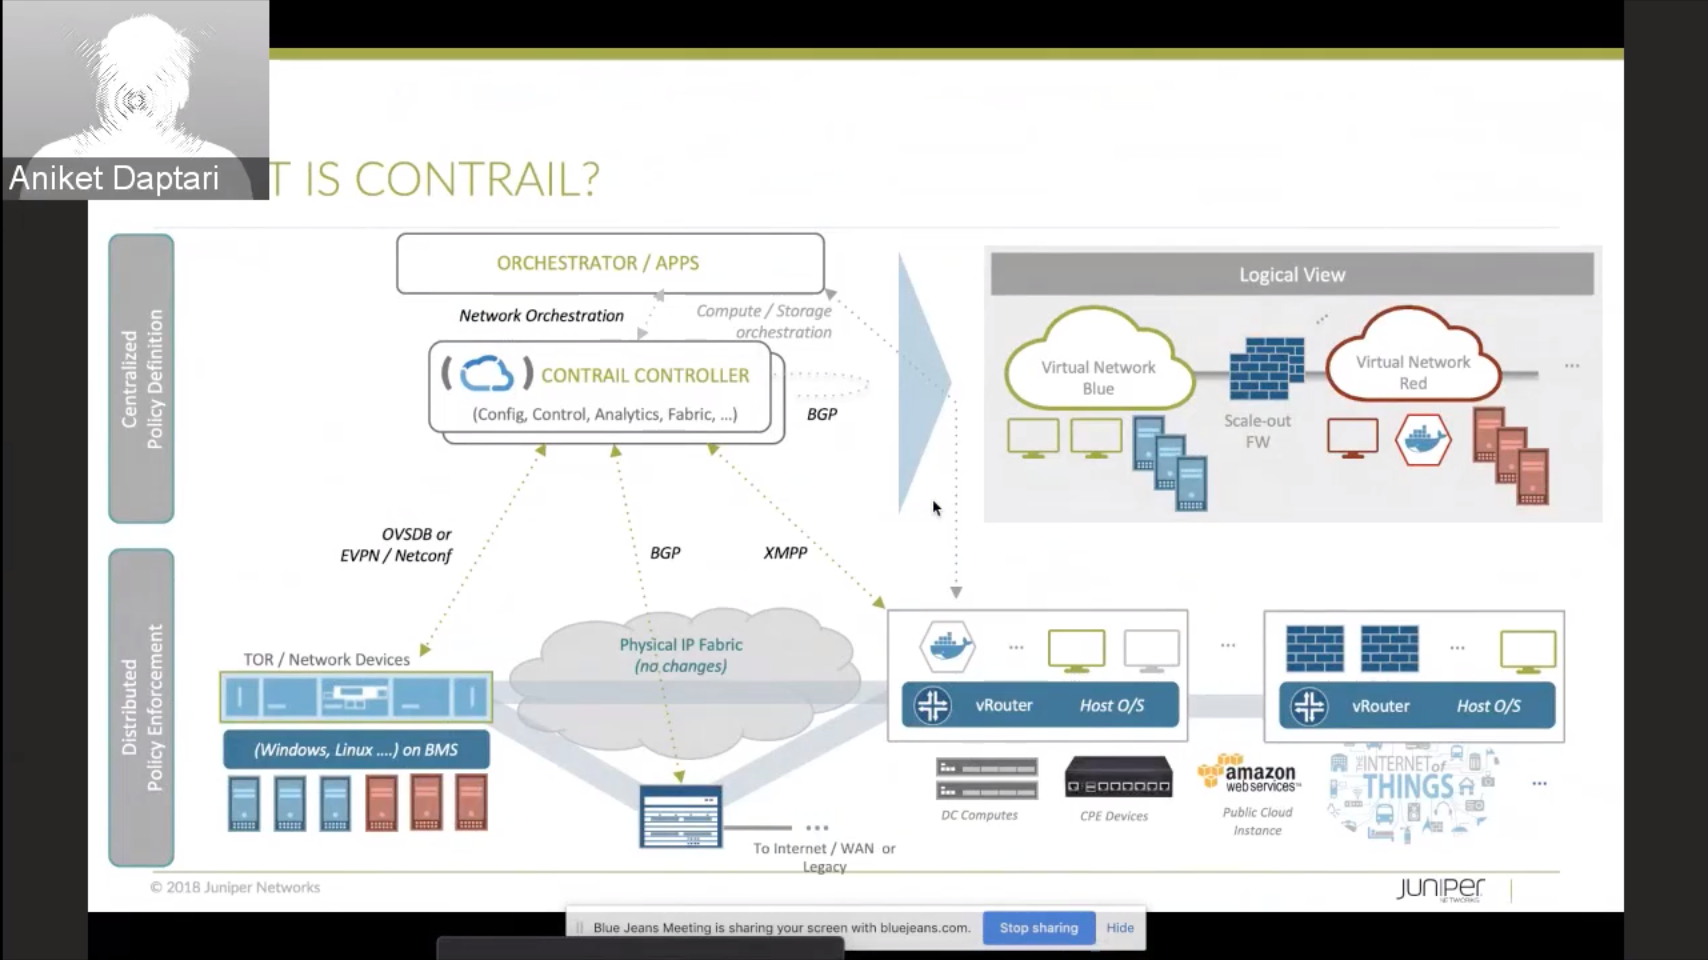 Aniket Daptari
T IS CONTRAIL?
Centralized
Policy Definition
ORCHESTRATOR / APPS
Network Orchestration
Compute / Storage
orchestration
CONTRAIL CONTROLLER
(Config, Control, Analytics, Fabric, ...)
BGP
Logical View
Virtual Network
Blue
Scale-out
FW
Virtual Network
Red
...
OVSDB or
EVPN / Netconf
BGP
XMPP
Distributed
Policy Enforcement
TOR / Network Devices
(Windows, Linux ....) on BMS
Physical IP Fabric
(no changes)
...
To Internet / WAN or
Legacy
...
vRouter Host O/S
...
...
vRouter Host O/S
DC Computes
CPE Devices
amazon
web services™
Public Cloud
Instance
THE INTERNET of
THINGS
...
© 2018 Juniper Networks
JUNIPER
NETWORKS
Blue Jeans Meeting is sharing your screen with bluejeans.com.
Stop sharing
Hide